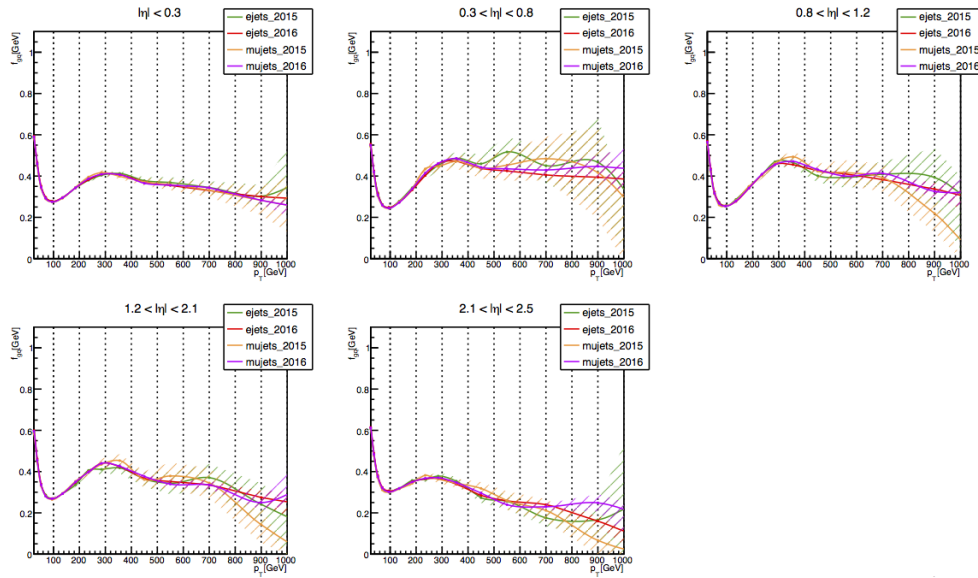 |η| < 0.3
ejets_2015
ejets_2016
mujets_2015
mujets_2016
f_gq [GeV]
1
0.8
0.6
0.4
0.2
0
100 200 300 400 500 600 700 800 900 1000
p_T [GeV]
0.3 < |η| < 0.8
ejets_2015
ejets_2016
mujets_2015
mujets_2016
f_gq [GeV]
1
0.8
0.6
0.4
0.2
0
100 200 300 400 500 600 700 800 900 1000
p_T [GeV]
0.8 < |η| < 1.2
ejets_2015
ejets_2016
mujets_2015
mujets_2016
f_gq [GeV]
1
0.8
0.6
0.4
0.2
0
100 200 300 400 500 600 700 800 900 1000
p_T [GeV]
1.2 < |η| < 2.1
ejets_2015
ejets_2016
mujets_2015
mujets_2016
f_gq [GeV]
1
0.8
0.6
0.4
0.2
0
100 200 300 400 500 600 700 800 900 1000
p_T [GeV]
2.1 < |η| < 2.5
ejets_2015
ejets_2016
mujets_2015
mujets_2016
f_gq [GeV]
1
0.8
0.6
0.4
0.2
0
100 200 300 400 500 600 700 800 900 1000
p_T [GeV]